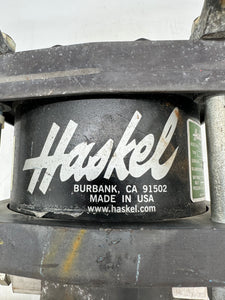 Haskel
BURBANK, CA 91502
MADE IN USA
www.haskel.com